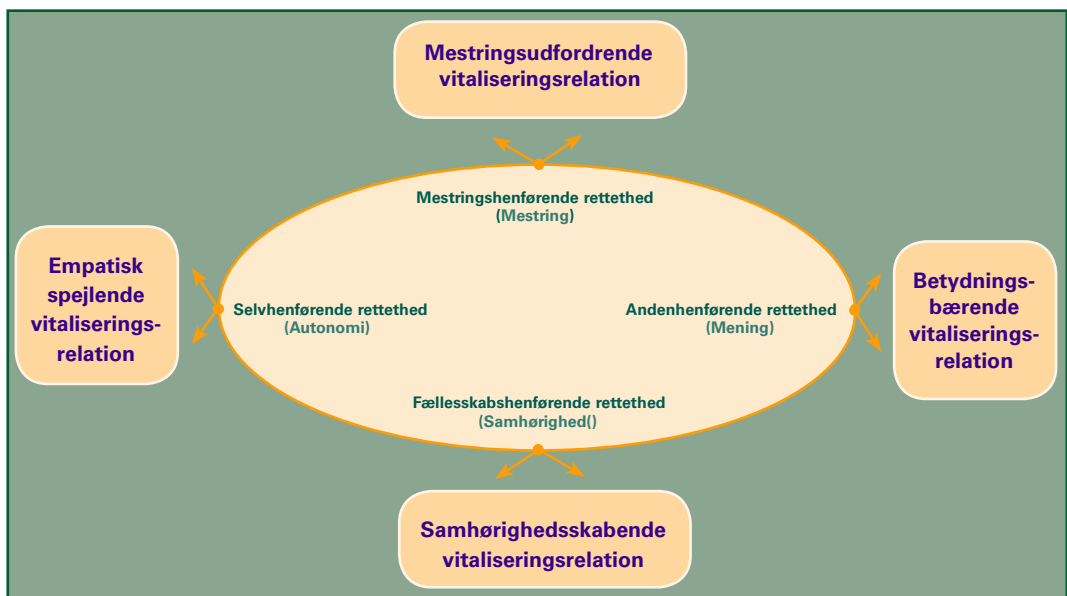 Mestringsudfordrende
vitaliseringsrelation
Mestringshenførende rettethed
(Mestring)
Empatisk
spejlende
vitaliserings-
relation
Selvhenførende rettethed
(Autonomi)
Andenhenførende rettethed
(Mening)
Betydnings-
bærende
vitaliserings-
relation
Fællesskabshenførende rettethed
(Samhørighed()
Samhørighedsskabende
vitaliseringsrelation